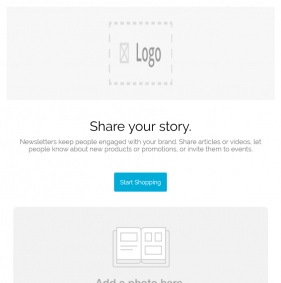 Logo
Share your story.
Newsletters keep people engaged with your brand. Share articles or videos, let
people know about new products or promotions, or invite them to events.
Start Shopping
Add a photo here